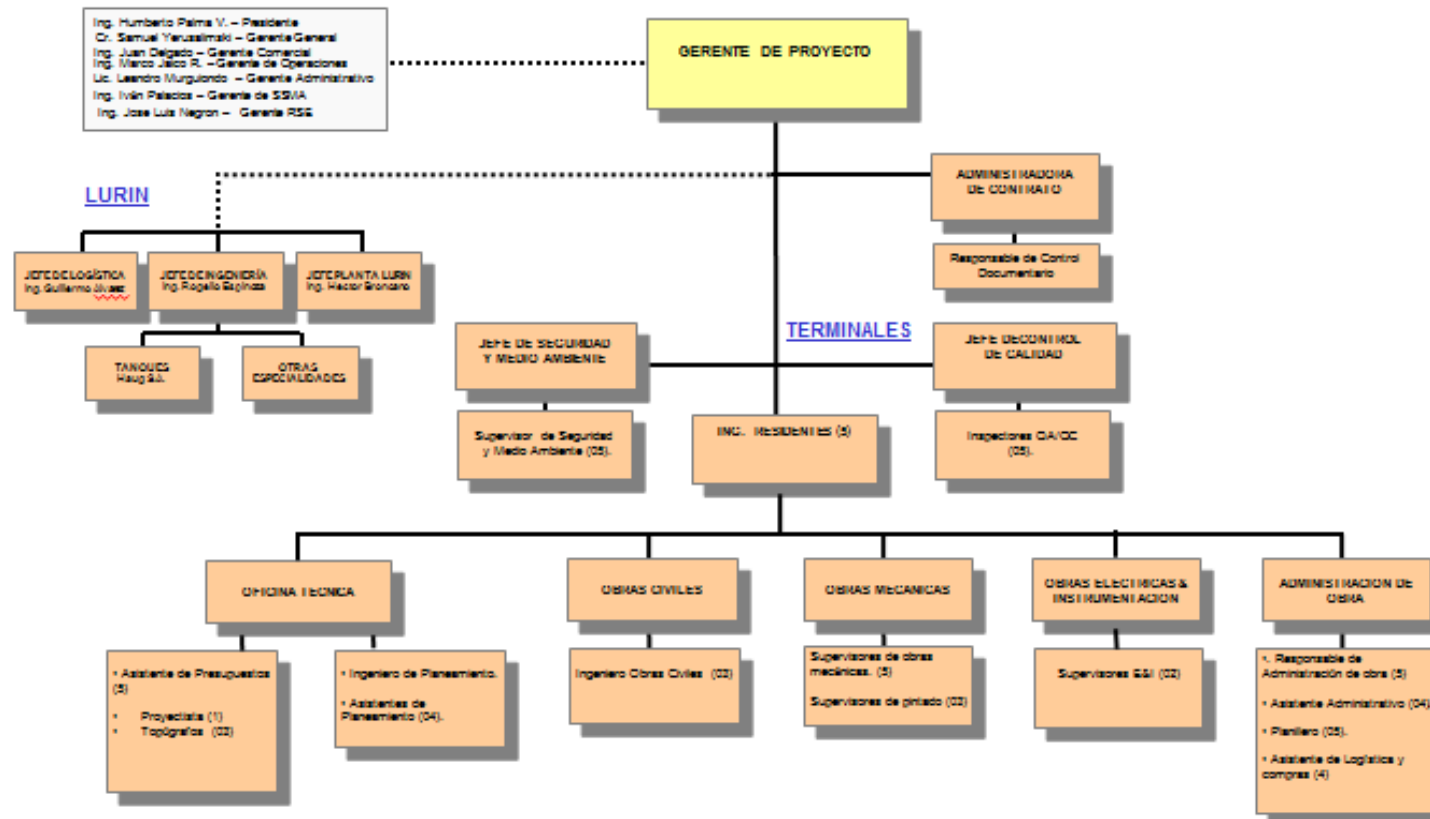 Ing. Humberto Palma V. – Presidente
Cr. Samuel Yerusalimski – Gerente General
Ing. Juan Delgado – Gerente Comercial
Ing. Marco Jaico R. – Gerente de Operaciones
Lic. Leandro Murguiondo – Gerente Administrativo
Ing. Iván Palacios – Gerente de SSMA
Ing. Jose Luis Negron – Gerente RSE
GERENTE DE PROYECTO
ADMINISTRADORA
DE CONTRATO
Responsable de Control
Documentario
LURIN
JEFE DE LOGÍSTICA
Ing. Guillermo
JEFE DE INGENIERÍA
Ing. Rogelio Espinoza
JEFE PLANTA LURIN
Ing. Hector Broncano
TANQUES
Haug S.A.
OTRAS
ESPECIALIDADES
TERMINALES
JEFE DE SEGURIDAD
Y MEDIO AMBIENTE
Supervisor de Seguridad
y Medio Ambiente (05).
JEFE DECONTROL
DE CALIDAD
Inspectores QA/QC
(05).
ING. RESIDENTES (5)
OFICINA TECNICA
• Asistente de Presupuestos
(5)
• Proyectista (1)
• Topógrafos (03)
• Ingeniero de Planeamiento.
• Asistentes de
Planeamiento (04).
OBRAS CIVILES
Ingeniero Obras Civiles (03)
OBRAS MECANICAS
Supervisores de obras
mecánicas. (5)
Supervisores de pintado (03)
OBRAS ELECTRICAS &
INSTRUMENTACION
Supervisores E&I (02)
ADMINISTRACION DE
OBRA
•. Responsable de
Administración de obra (5)
• Asistente Administrativo (04)
• Planillero (05).
• Asistente de Logística y
compras (4)